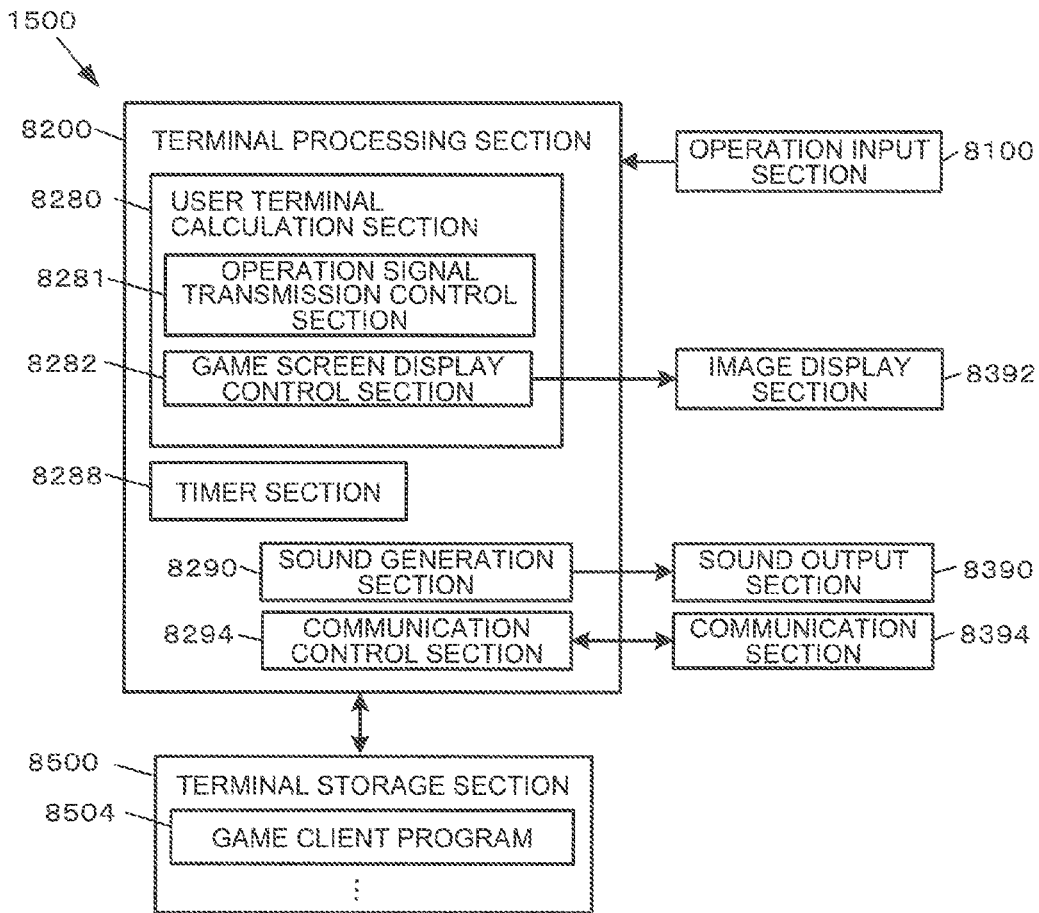 1500
8200
TERMINAL PROCESSING SECTION
OPERATION INPUT
SECTION
8100
8280
USER TERMINAL
CALCULATION SECTION
8281
OPERATION SIGNAL
TRANSMISSION CONTROL
SECTION
8282
GAME SCREEN DISPLAY
CONTROL SECTION
IMAGE DISPLAY
SECTION
8392
8288
TIMER SECTION
8290
SOUND GENERATION
SECTION
SOUND OUTPUT
SECTION
8390
8294
COMMUNICATION
CONTROL SECTION
COMMUNICATION
SECTION
8394
8500
TERMINAL STORAGE SECTION
8504
GAME CLIENT PROGRAM
⋮